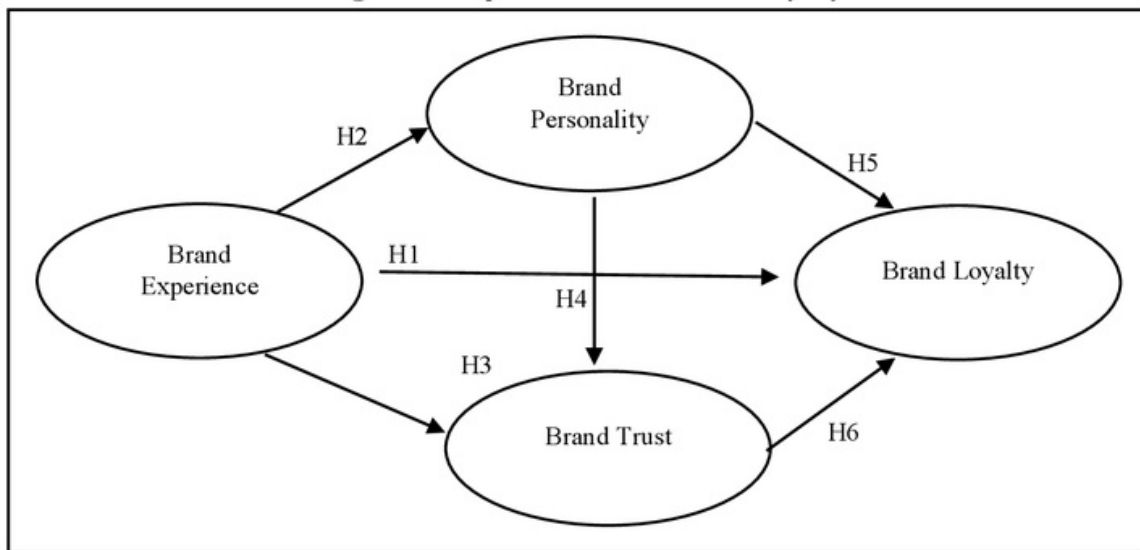 Brand
Personality
H2
H5
Brand
Experience
H1
Brand Loyalty
H4
H3
Brand Trust
H6